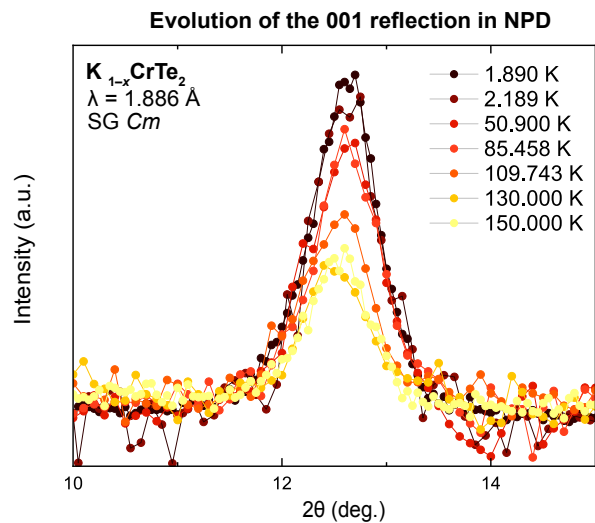 Evolution of the 001 reflection in NPD
K 1–xCrTe2
λ = 1.886 Å
SG Cm
1.890 K
2.189 K
50.900 K
85.458 K
109.743 K
130.000 K
150.000 K
Intensity (a.u.)
10 12 14
2θ (deg.)